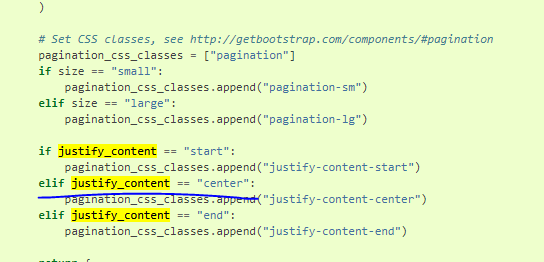 )
# Set CSS classes, see http://getbootstrap.com/components/#pagination
pagination_css_classes = ["pagination"]
if size == "small":
pagination_css_classes.append("pagination-sm")
elif size == "large":
pagination_css_classes.append("pagination-lg")
if justify_content == "start":
pagination_css_classes.append("justify-content-start")
elif justify_content == "center":
pagination_css_classes.append("justify-content-center")
elif justify_content == "end":
pagination_css_classes.append("justify-content-end")
return {